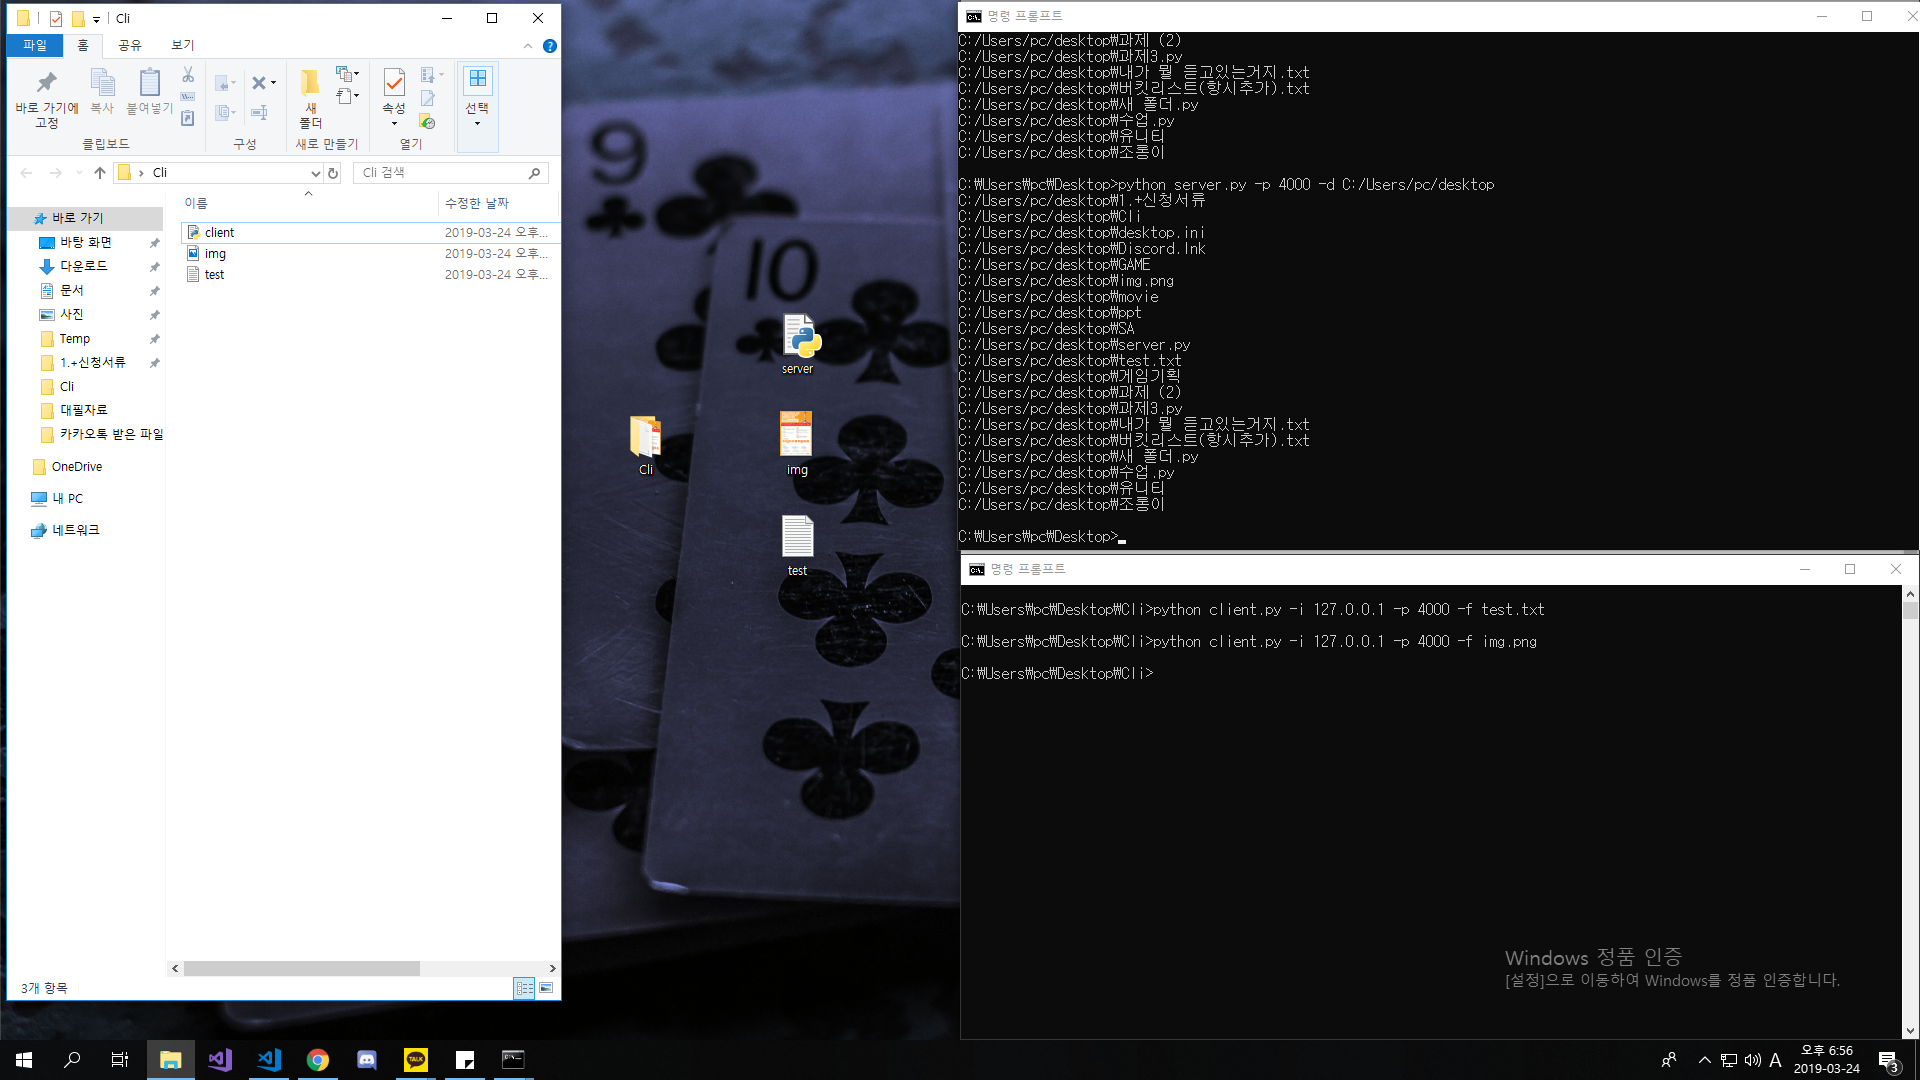 Cli
파일
홈
공유
보기
바로 가기에 고정
복사
붙여넣기
새 폴더
속성
선택
클립보드
구성
새로 만들기
열기
Cli
Cli 검색
이름
수정한 날짜
바로 가기
바탕 화면
다운로드
문서
사진
Temp
1.+신청서류
Cli
대필자료
카카오톡 받은 파일
OneDrive
내 PC
네트워크
client 2019-03-24 오후...
img 2019-03-24 오후...
test 2019-03-24 오후...
3개 항목
9
10
server
Cli
img
test
명령 프롬프트
C:/Users/pc/desktop₩과제 (2)
C:/Users/pc/desktop₩과제3.py
C:/Users/pc/desktop₩내가 뭘 듣고있는거지.txt
C:/Users/pc/desktop₩버킷리스트(항시추가).txt
C:/Users/pc/desktop₩새 폴더.py
C:/Users/pc/desktop₩수업.py
C:/Users/pc/desktop₩유니티
C:/Users/pc/desktop₩조롱이
C:₩Users₩pc₩Desktop>python server.py -p 4000 -d C:/Users/pc/desktop
C:/Users/pc/desktop₩1.+신청서류
C:/Users/pc/desktop₩Cli
C:/Users/pc/desktop₩desktop.ini
C:/Users/pc/desktop₩Discord.lnk
C:/Users/pc/desktop₩GAME
C:/Users/pc/desktop₩img.png
C:/Users/pc/desktop₩movie
C:/Users/pc/desktop₩ppt
C:/Users/pc/desktop₩SA
C:/Users/pc/desktop₩server.py
C:/Users/pc/desktop₩test.txt
C:/Users/pc/desktop₩게임기획
C:/Users/pc/desktop₩과제 (2)
C:/Users/pc/desktop₩과제3.py
C:/Users/pc/desktop₩내가 뭘 듣고있는거지.txt
C:/Users/pc/desktop₩버킷리스트(항시추가).txt
C:/Users/pc/desktop₩새 폴더.py
C:/Users/pc/desktop₩수업.py
C:/Users/pc/desktop₩유니티
C:/Users/pc/desktop₩조롱이
C:₩Users₩pc₩Desktop>
명령 프롬프트
C:₩Users₩pc₩Desktop₩Cli>python client.py -i 127.0.0.1 -p 4000 -f test.txt
C:₩Users₩pc₩Desktop₩Cli>python client.py -i 127.0.0.1 -p 4000 -f img.png
C:₩Users₩pc₩Desktop₩Cli>
Windows 정품 인증
[설정]으로 이동하여 Windows를 정품 인증합니다.
TALK
A
오후 6:56
2019-03-24
3